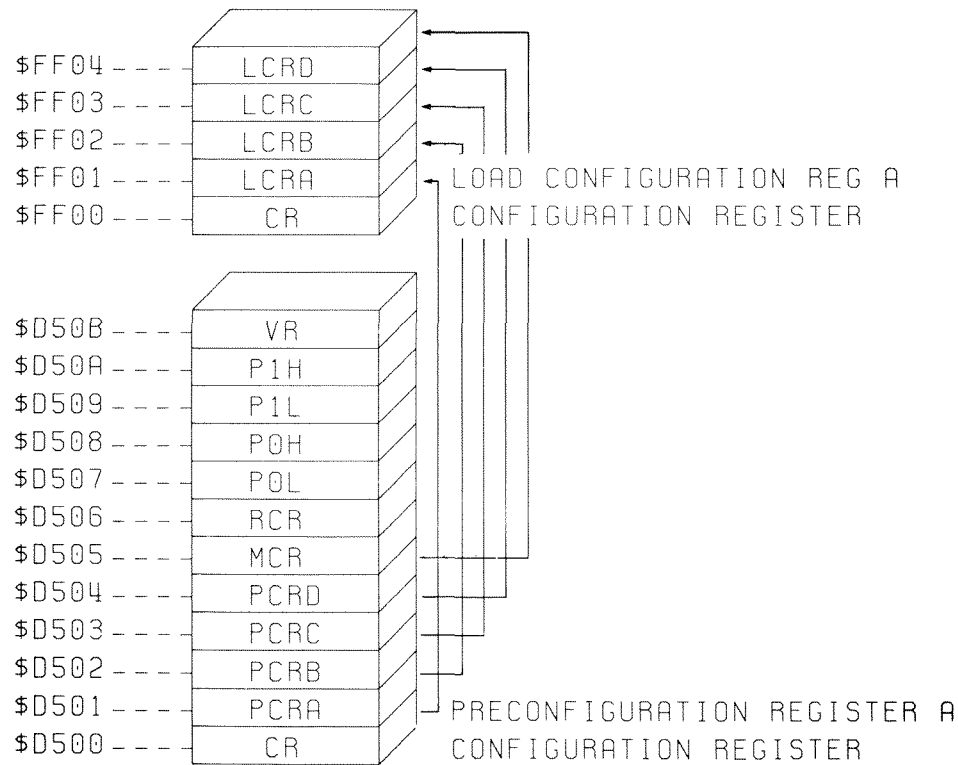 $FF04 ---- LCRD
$FF03 ---- LCRC
$FF02 ---- LCRB
$FF01 ---- LCRA LOAD CONFIGURATION REG A
$FF00 ---- CR CONFIGURATION REGISTER
$D50B ---- VR
$D50A ---- P1H
$D509 ---- P1L
$D508 ---- P0H
$D507 ---- P0L
$D506 ---- RCR
$D505 ---- MCR
$D504 ---- PCRD
$D503 ---- PCRC
$D502 ---- PCRB
$D501 ---- PCRA PRECONFIGURATION REGISTER A
$D500 ---- CR CONFIGURATION REGISTER